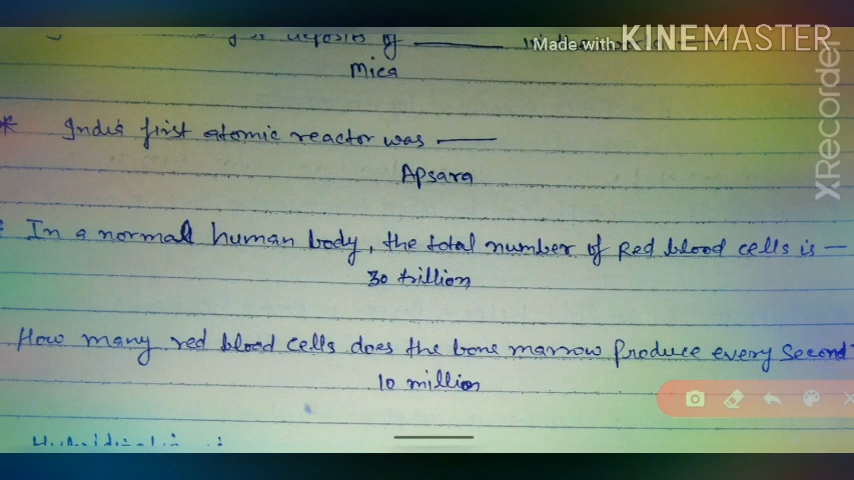 of ———
Made with KINEMASTER
Mica
XRecorder
* India's first atomic reactor was ———
Apsara
In a normal human body, the total number of Red blood cells is —
30 trillion
How many red blood cells does the bone marrow produce every second
10 million